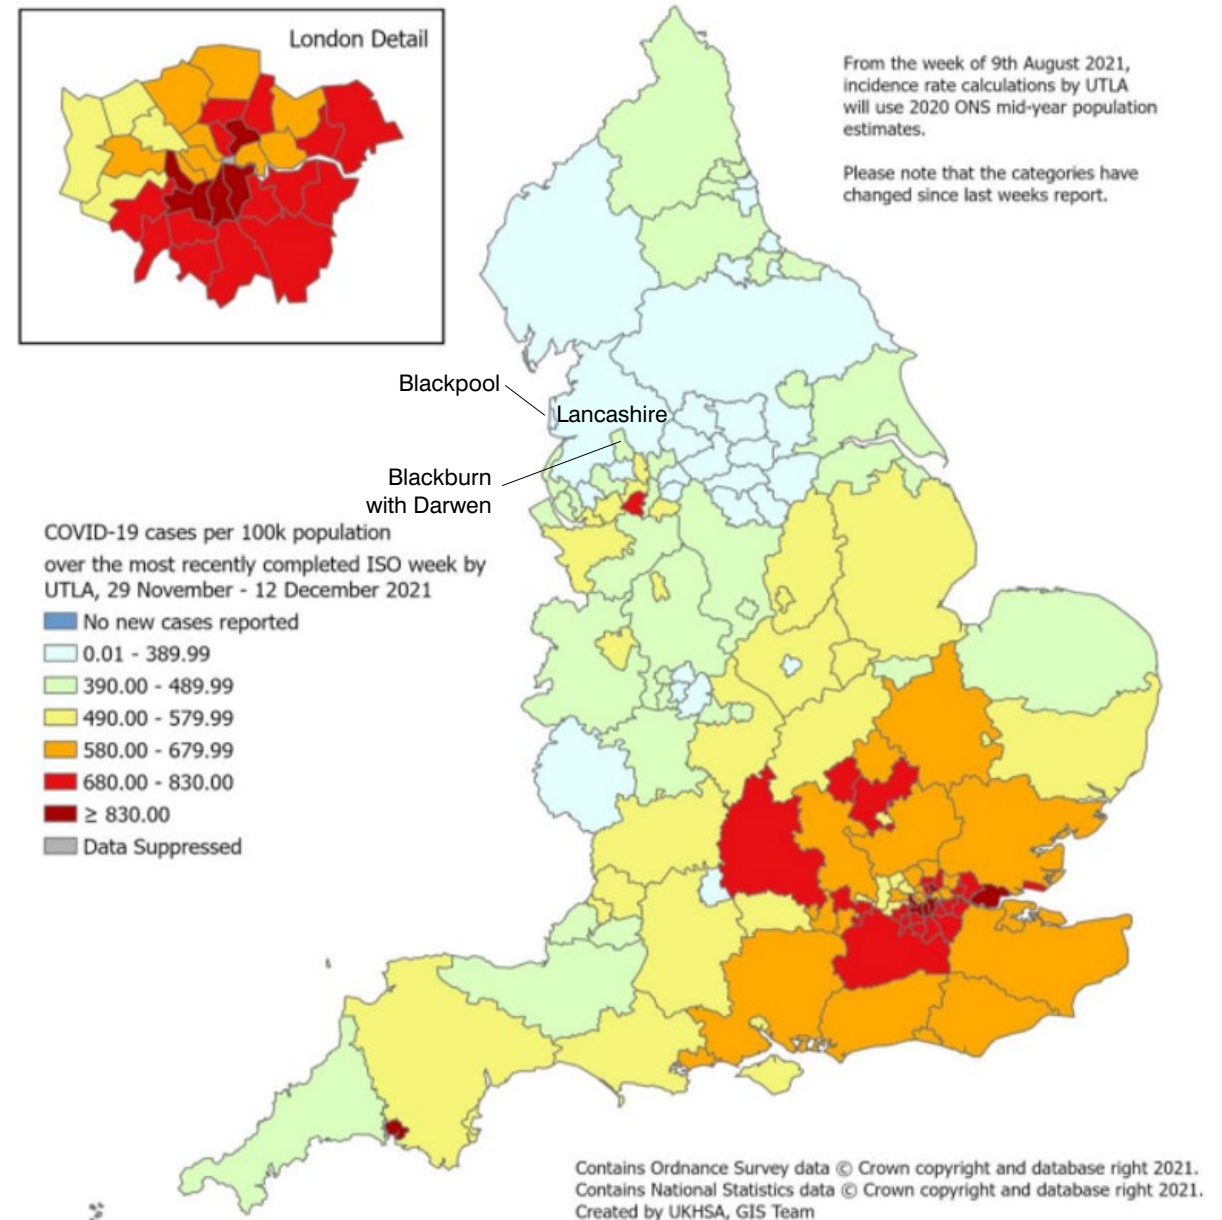 London Detail
From the week of 9th August 2021,
incidence rate calculations by UTLA
will use 2020 ONS mid-year population
estimates.
Please note that the categories have
changed since last weeks report.
Blackpool
Lancashire
Blackburn
with Darwen
COVID-19 cases per 100k population
over the most recently completed ISO week by
UTLA, 29 November - 12 December 2021
No new cases reported
0.01 - 389.99
390.00 - 489.99
490.00 - 579.99
580.00 - 679.99
680.00 - 830.00
≥ 830.00
Data Suppressed
Contains Ordnance Survey data © Crown copyright and database right 2021.
Contains National Statistics data © Crown copyright and database right 2021.
Created by UKHSA, GIS Team